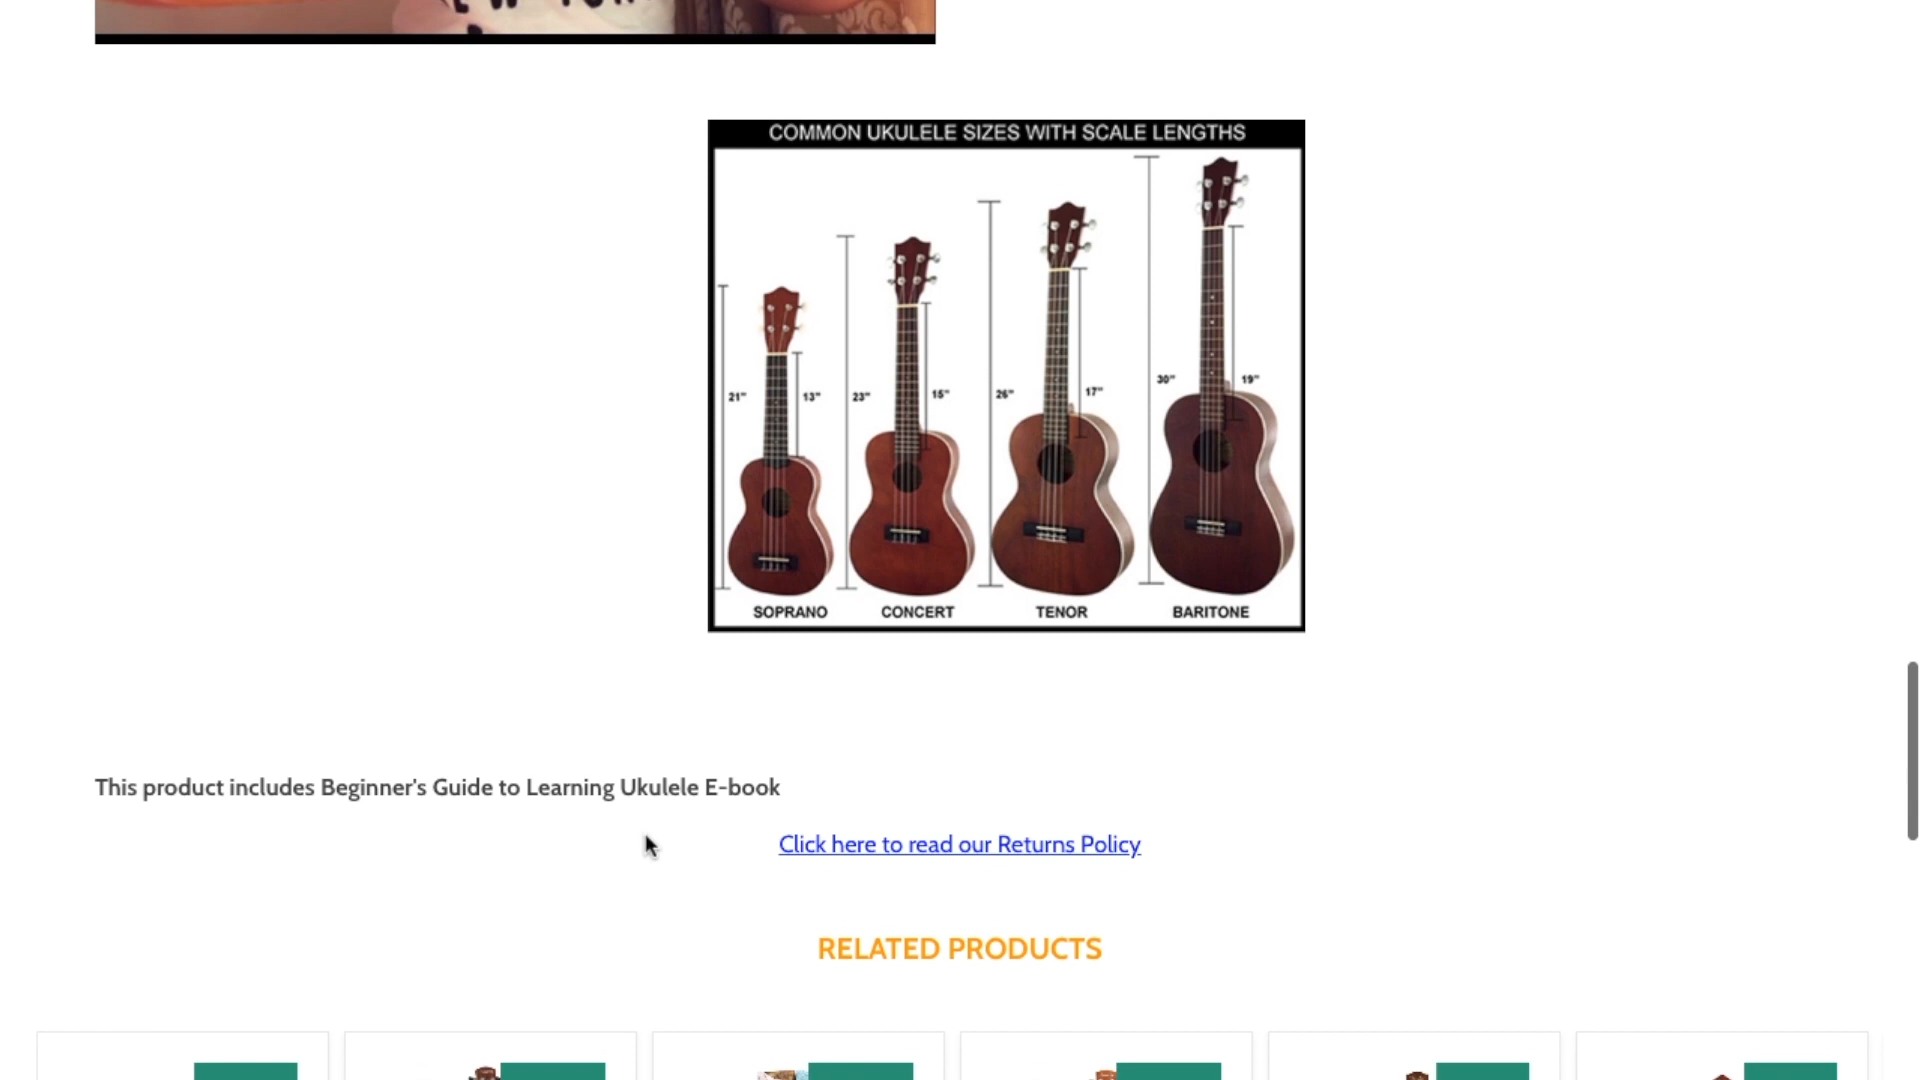 COMMON UKULELE SIZES WITH SCALE LENGTHS
21" 13" 23" 15" 26" 17" 30" 19"
SOPRANO CONCERT TENOR BARITONE
This product includes Beginner's Guide to Learning Ukulele E-book
Click here to read our Returns Policy
RELATED PRODUCTS